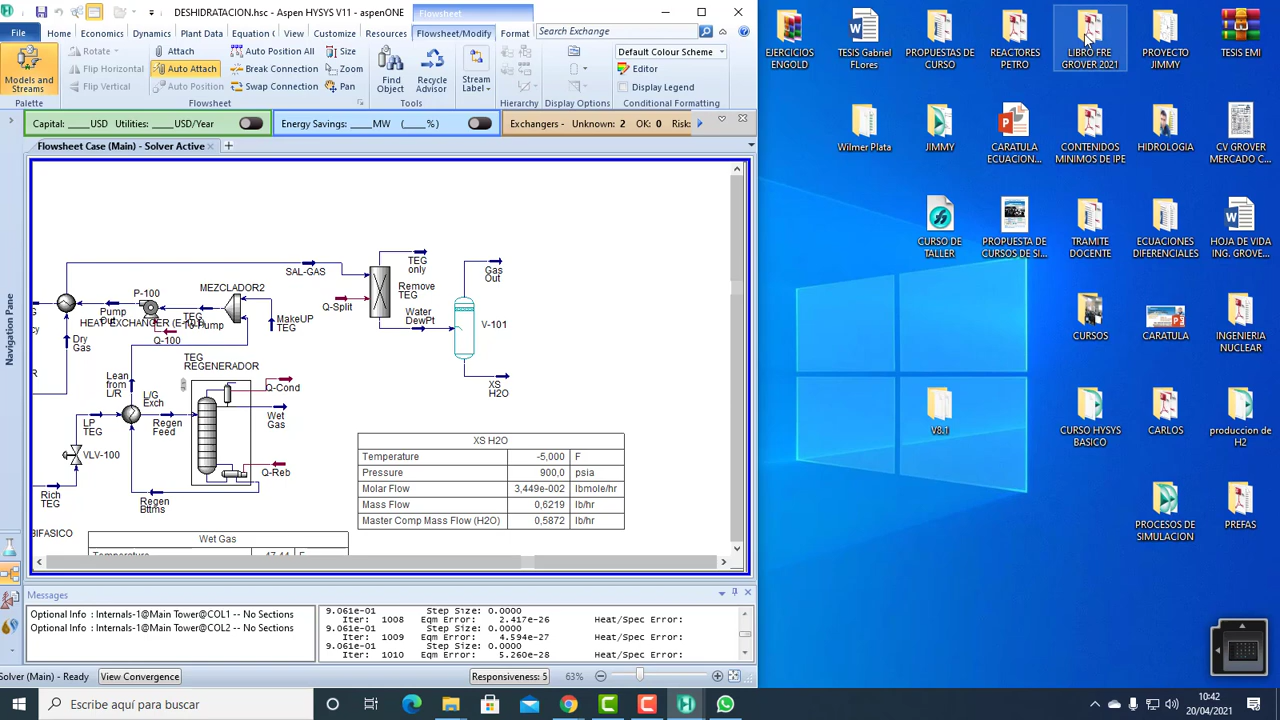 DESHIDRATACION.hsc - Aspen HYSYS V11 - aspenONE
Flowsheet
File
Home
Economics
Dynamics
Plant Data
Equation (
View
Customize
Resources
Flowsheet/Modify
Format
Search Exchange
Models and
Streams
Palette
Rotate
Flip Horizontal
Flip Vertical
Attach
Auto Attach
Auto Position
Flowsheet
Auto Position All
Break Connection
Swap Connection
Size
Zoom
Pan
Find
Object
Recycle
Advisor
Tools
Stream
Label
Hierarchy
Display Options
Default Colour Scheme
Editor
Display Legend
Conditional Formatting
Capital: ____USD Utilities: ____USD/Year
Energy Savings: ____MW (____%)
Exchangers - Unknown: 2 OK: 0 Risk:
Flowsheet Case (Main) - Solver Active
Navigation Pane
SAL-GAS
TEG
only
Remove
TEG
Q-Split
Water
DewPt
Gas
Out
V-101
XS
H2O
P-100
MEZCLADOR2
Pump
Out
HEAT EXCHANGER (E-100)
TEG
To Pump
Q-100
MakeUP
TEG
Dry
Gas
TEG
REGENERADOR
Lean
from
L/R
L/G
Exch
Q-Cond
Wet
Gas
LP
TEG
Regen
Feed
VLV-100
Q-Reb
Rich
TEG
Regen
Bttms
BIFASICO
Wet Gas
Temperature 47,44 F
XS H2O
Temperature -5,000 F
Pressure 900,0 psia
Molar Flow 3,449e-002 lbmole/hr
Mass Flow 0,6219 lb/hr
Master Comp Mass Flow (H2O) 0,5872 lb/hr
Messages
Optional Info : Internals-1@Main Tower@COL1 -- No Sections
Optional Info : Internals-1@Main Tower@COL2 -- No Sections
9.061e-01 Step Size: 0.0000
Iter: 1008 Eqm Error: 2.417e-26 Heat/Spec Error:
9.061e-01 Step Size: 0.0000
Iter: 1009 Eqm Error: 4.594e-27 Heat/Spec Error:
9.061e-01 Step Size: 0.0000
Iter: 1010 Eqm Error: 5.260e-28 Heat/Spec Error:
Solver (Main) - Ready
View Convergence
Responsiveness: 5
63%
EJERCICIOS
ENGOLD
TESIS Gabriel
FLores
PROPUESTAS DE
CURSO
REACTORES
PETRO
LIBRO FRE
GROVER 2021
PROYECTO
JIMMY
TESIS EMI
Wilmer Plata
JIMMY
CARATULA
ECUACION...
CONTENIDOS
MINIMOS DE IPE
HIDROLOGIA
CV GROVER
MERCADO C...
CURSO DE
TALLER
PROPUESTA DE
CURSOS DE SI...
TRAMITE
DOCENTE
ECUACIONES
DIFERENCIALES
HOJA DE VIDA
ING. GROVE...
CURSOS
CARATULA
INGENIERIA
NUCLEAR
V8.1
CURSO HYSYS
BASICO
CARLOS
produccion de
H2
PROCESOS DE
SIMULACION
PREFAS
Escribe aquí para buscar
10:42
20/04/2021